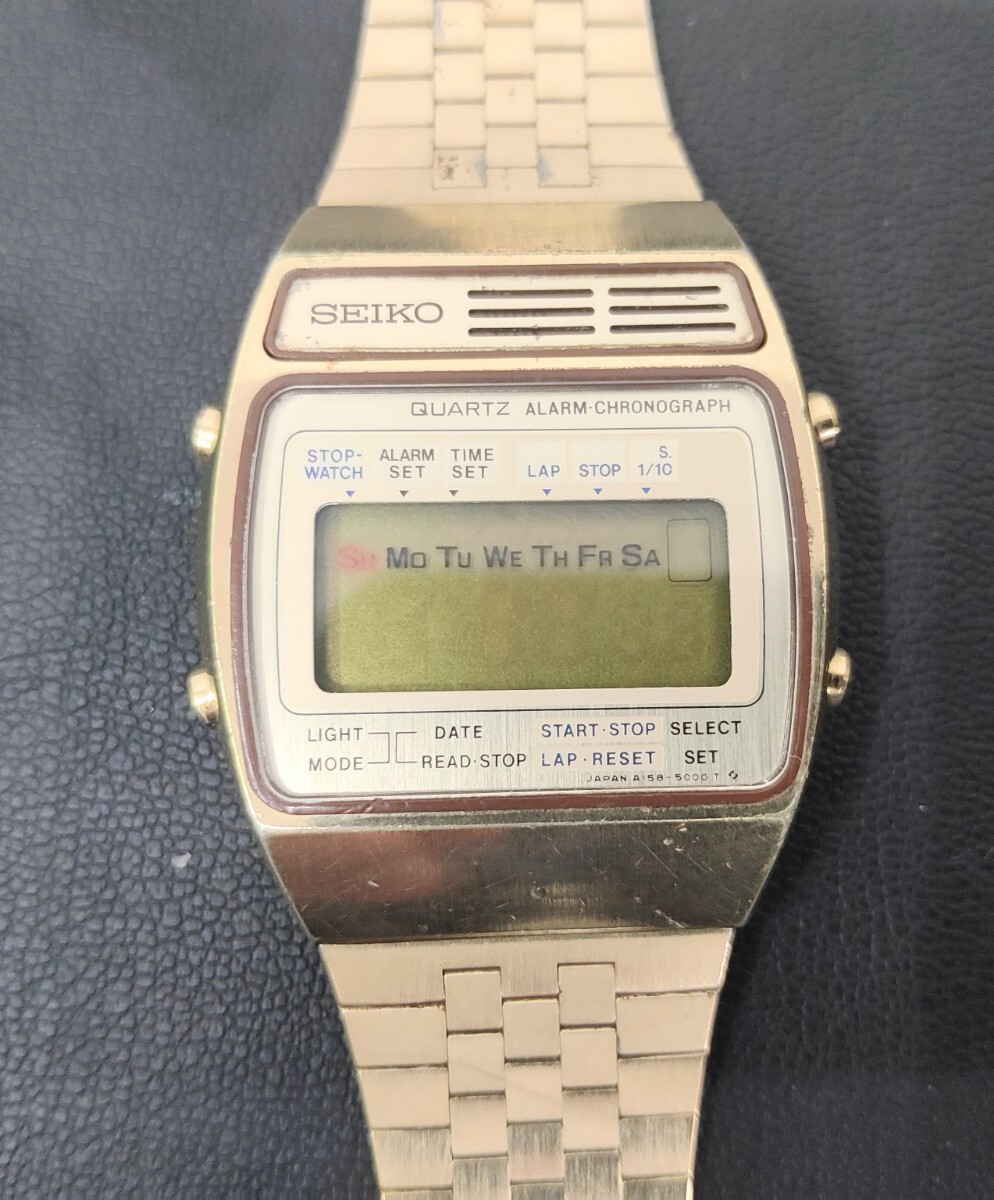 SEIKO
QUARTZ ALARM·CHRONOGRAPH
STOP-WATCH ALARM SET TIME SET LAP STOP S. 1/10
SU MO TU WE TH FR SA
LIGHT DATE START·STOP SELECT
MODE READ·STOP LAP·RESET SET
JAPAN A158-5000 T